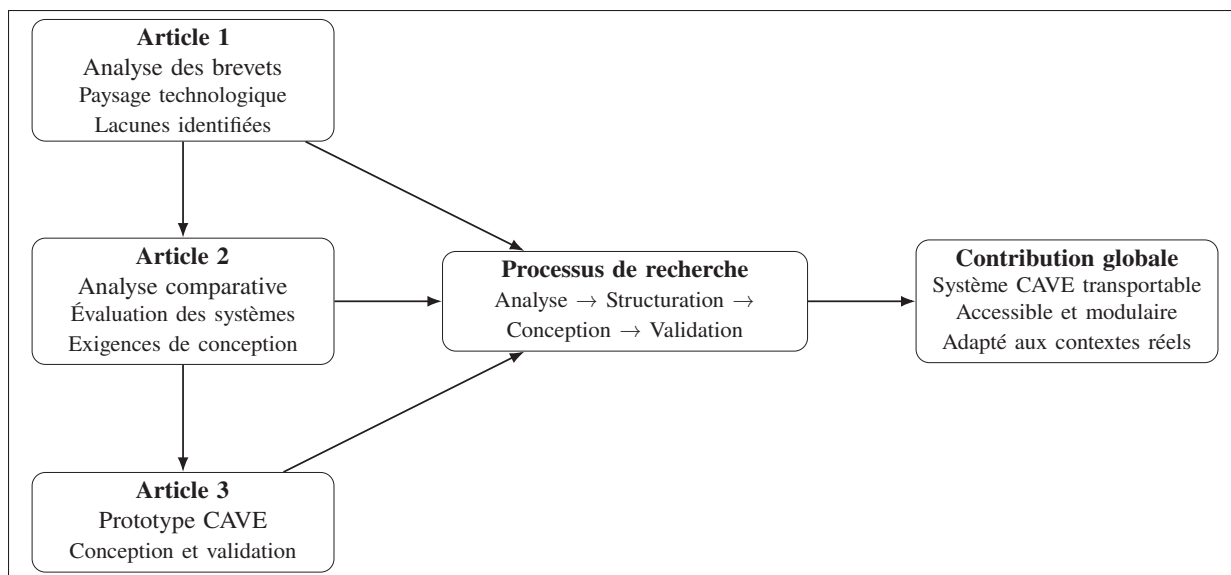 Article 1
Analyse des brevets
Paysage technologique
Lacunes identifiées
Article 2
Analyse comparative
Évaluation des systèmes
Exigences de conception
Article 3
Prototype CAVE
Conception et validation
Processus de recherche
Analyse → Structuration →
Conception → Validation
Contribution globale
Système CAVE transportable
Accessible et modulaire
Adapté aux contextes réels